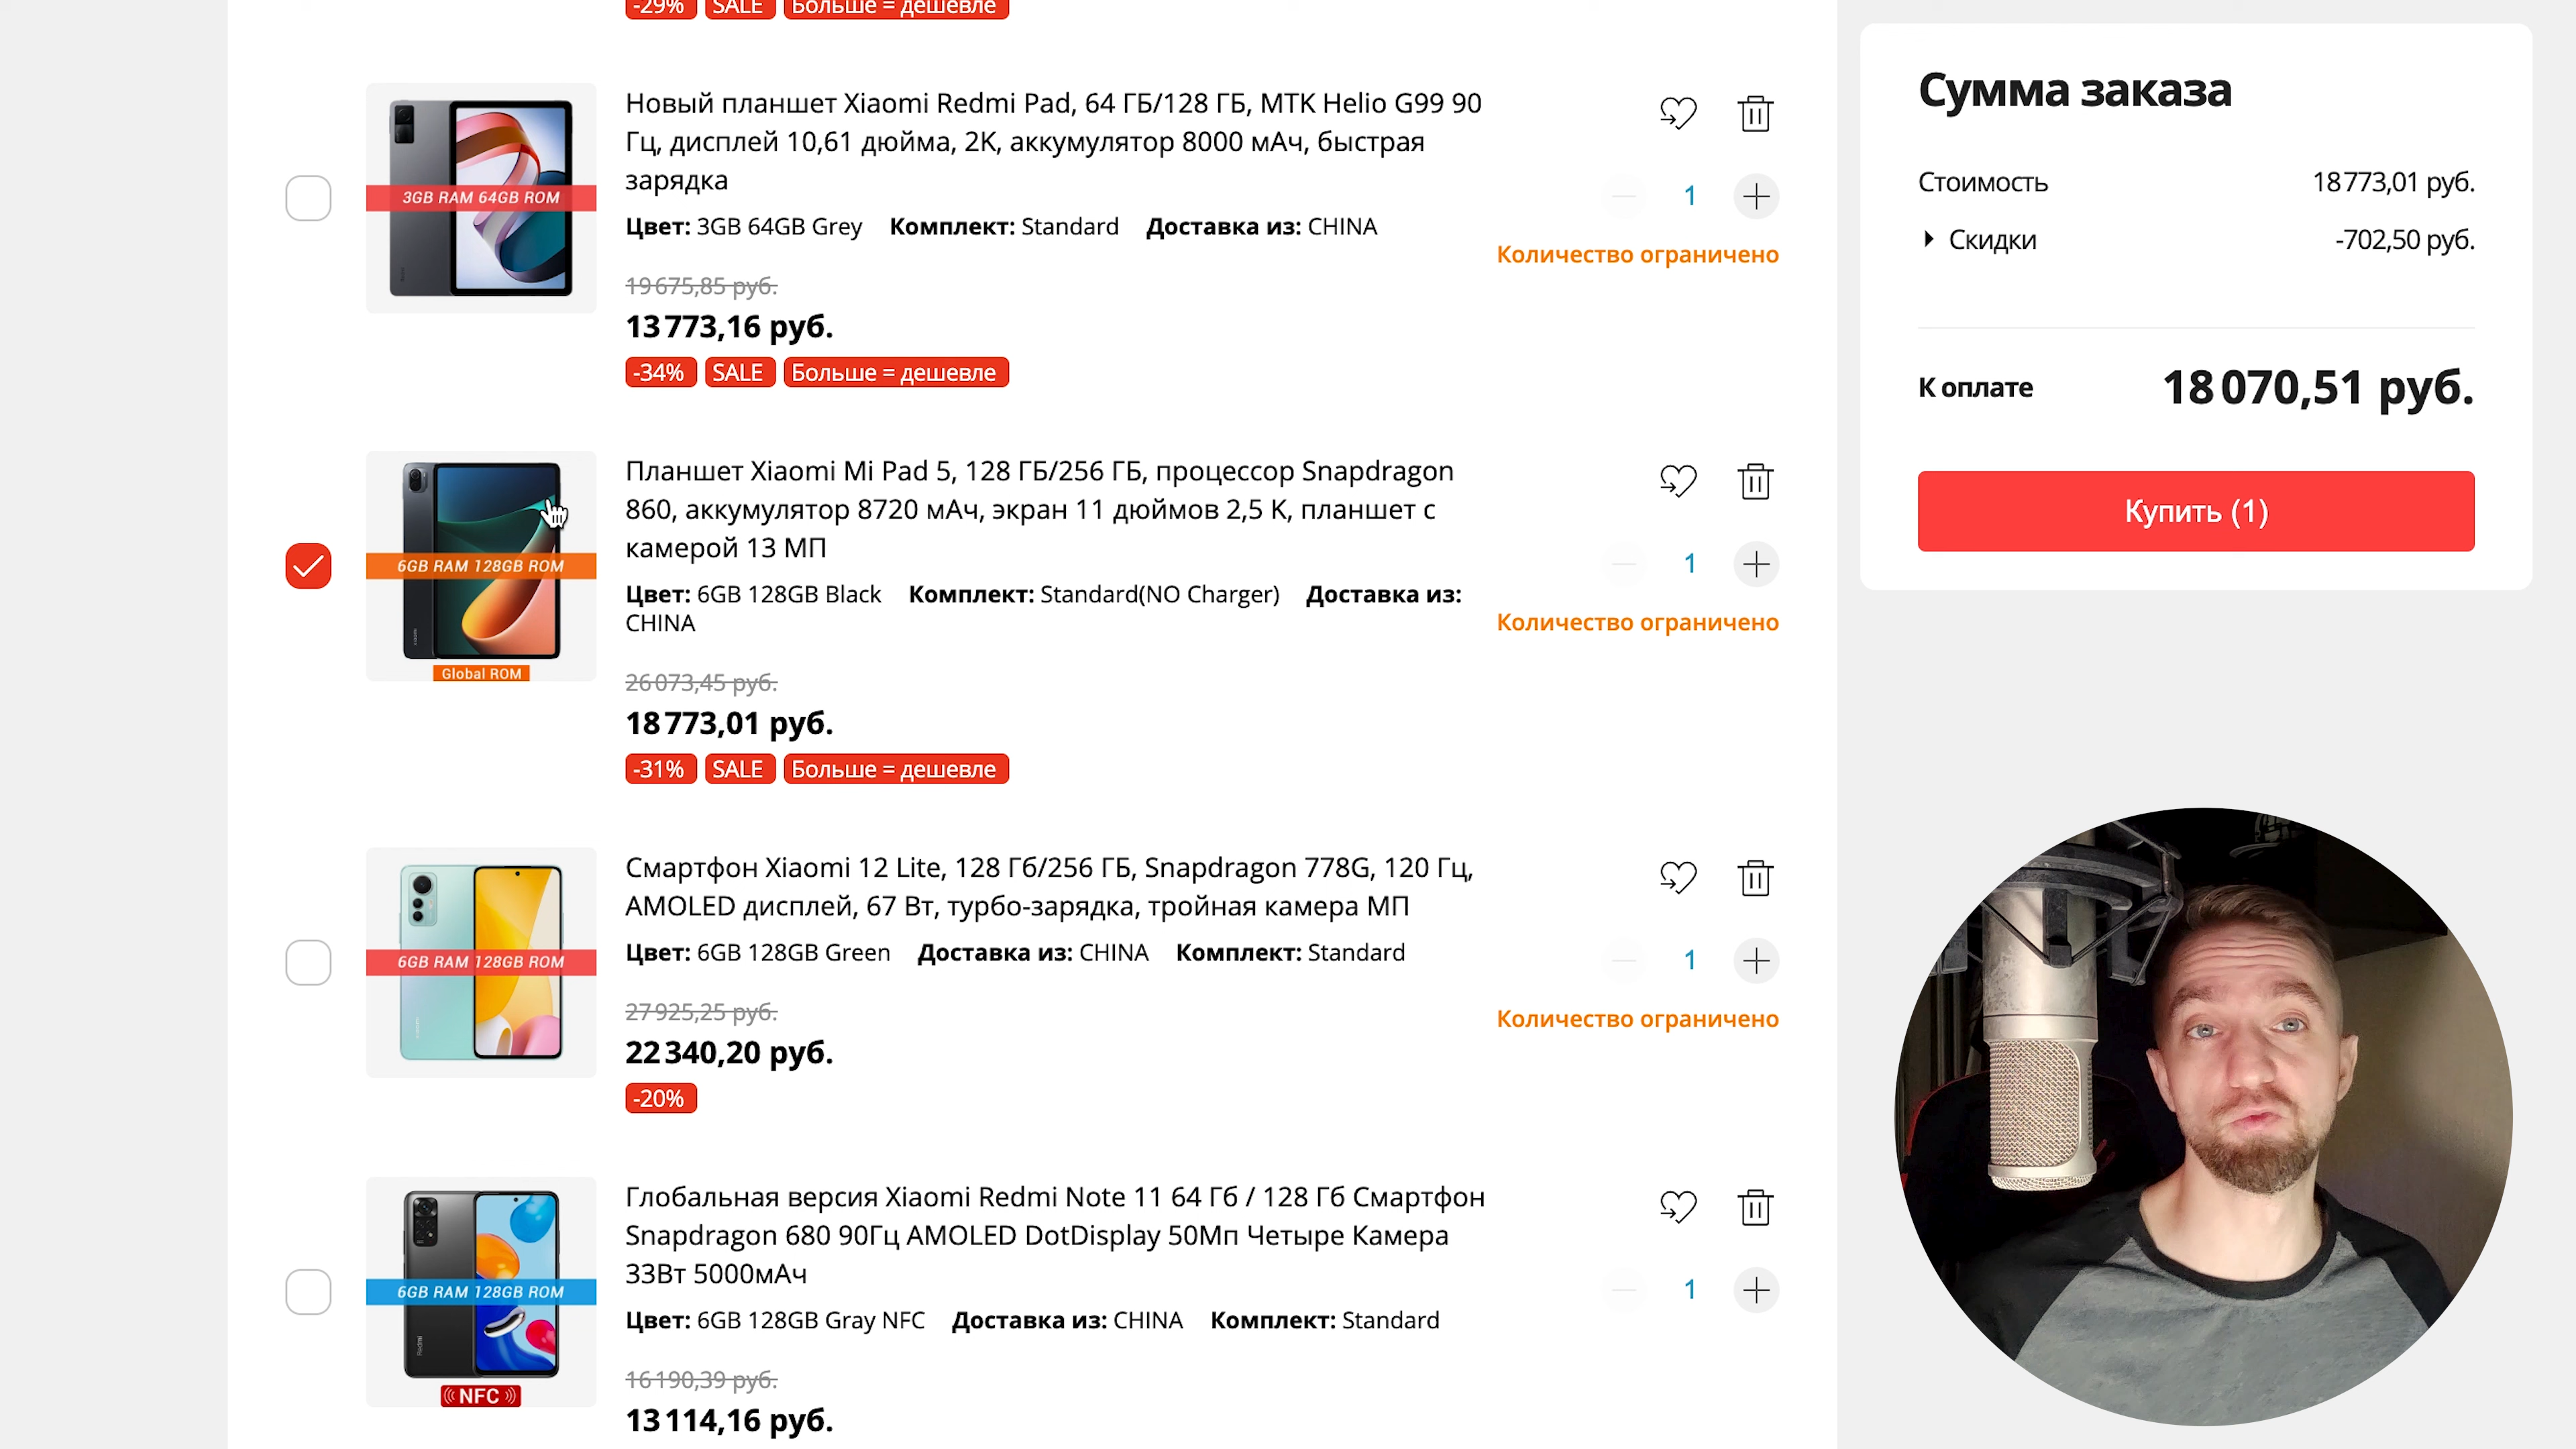 -29% SALE Больше = дешевле
Новый планшет Xiaomi Redmi Pad, 64 ГБ/128 ГБ, MTK Helio G99 90
Гц, дисплей 10,61 дюйма, 2K, аккумулятор 8000 мАч, быстрая
зарядка
3GB RAM 64GB ROM
1
Цвет: 3GB 64GB Grey Комплект: Standard Доставка из: CHINA
Количество ограничено
19 675,85 руб.
13 773,16 руб.
-34% SALE Больше = дешевле
Планшет Xiaomi Mi Pad 5, 128 ГБ/256 ГБ, процессор Snapdragon
860, аккумулятор 8720 мАч, экран 11 дюймов 2,5 K, планшет с
камерой 13 МП
6GB RAM 128GB ROM
Global ROM
1
Цвет: 6GB 128GB Black Комплект: Standard(NO Charger) Доставка из:
CHINA
Количество ограничено
26 073,45 руб.
18 773,01 руб.
-31% SALE Больше = дешевле
Смартфон Xiaomi 12 Lite, 128 Гб/256 ГБ, Snapdragon 778G, 120 Гц,
AMOLED дисплей, 67 Вт, турбо-зарядка, тройная камера МП
6GB RAM 128GB ROM
1
Цвет: 6GB 128GB Green Доставка из: CHINA Комплект: Standard
Количество ограничено
27 925,25 руб.
22 340,20 руб.
-20%
Глобальная версия Xiaomi Redmi Note 11 64 Гб / 128 Гб Смартфон
Snapdragon 680 90Гц AMOLED DotDisplay 50Мп Четыре Камера
33Вт 5000мАч
6GB RAM 128GB ROM
Redmi
NFC
1
Цвет: 6GB 128GB Gray NFC Доставка из: CHINA Комплект: Standard
16 190,39 руб.
13 114,16 руб.
Сумма заказа
Стоимость 18 773,01 руб.
Скидки -702,50 руб.
К оплате 18 070,51 руб.
Купить (1)